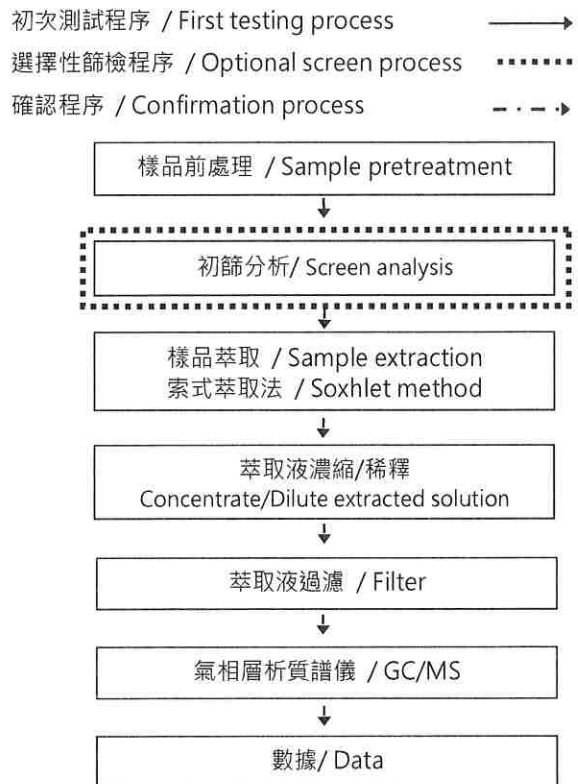 初次測試程序 / First testing process
選擇性篩檢程序 / Optional screen process
確認程序 / Confirmation process
樣品前處理 / Sample pretreatment
初篩分析/ Screen analysis
樣品萃取 / Sample extraction
索式萃取法 / Soxhlet method
萃取液濃縮/稀釋
Concentrate/Dilute extracted solution
萃取液過濾 / Filter
氣相層析質譜儀 / GC/MS
數據/ Data